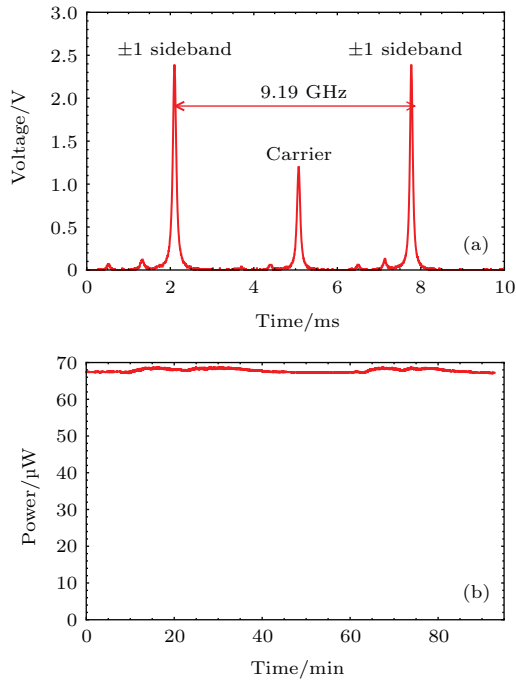 3.0
±1 sideband ±1 sideband
2.5
9.19 GHz
2.0
Voltage/V
1.5
Carrier
1.0
0.5
(a)
0
0 2 4 6 8 10
Time/ms
70
60
50
40
Power/μW
30
20
10
(b)
0
0 20 40 60 80
Time/min